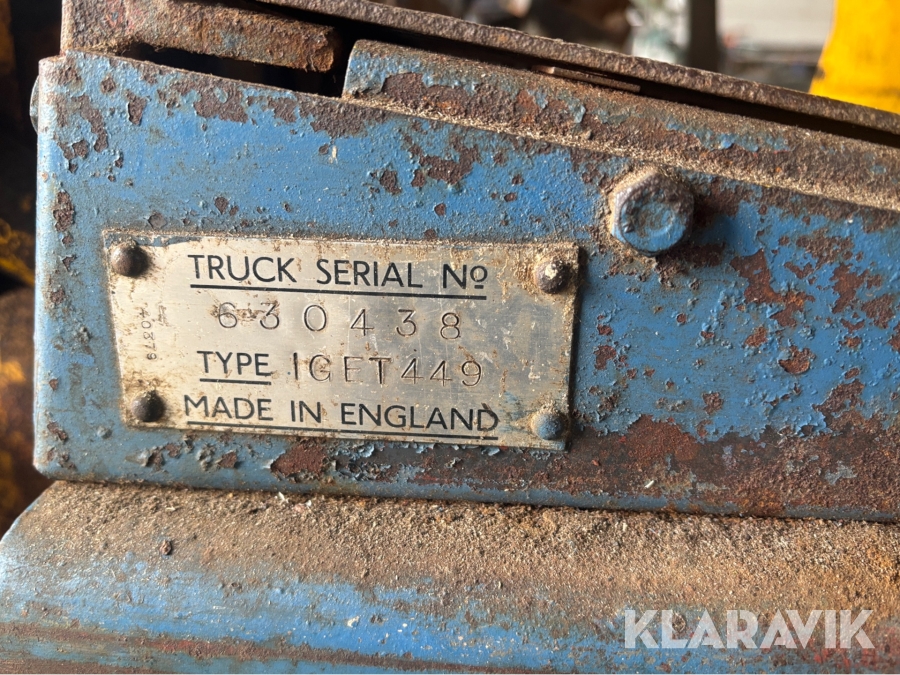 TRUCK SERIAL Nº
630438
TYPE IGET449
MADE IN ENGLAND
KLARAVIK